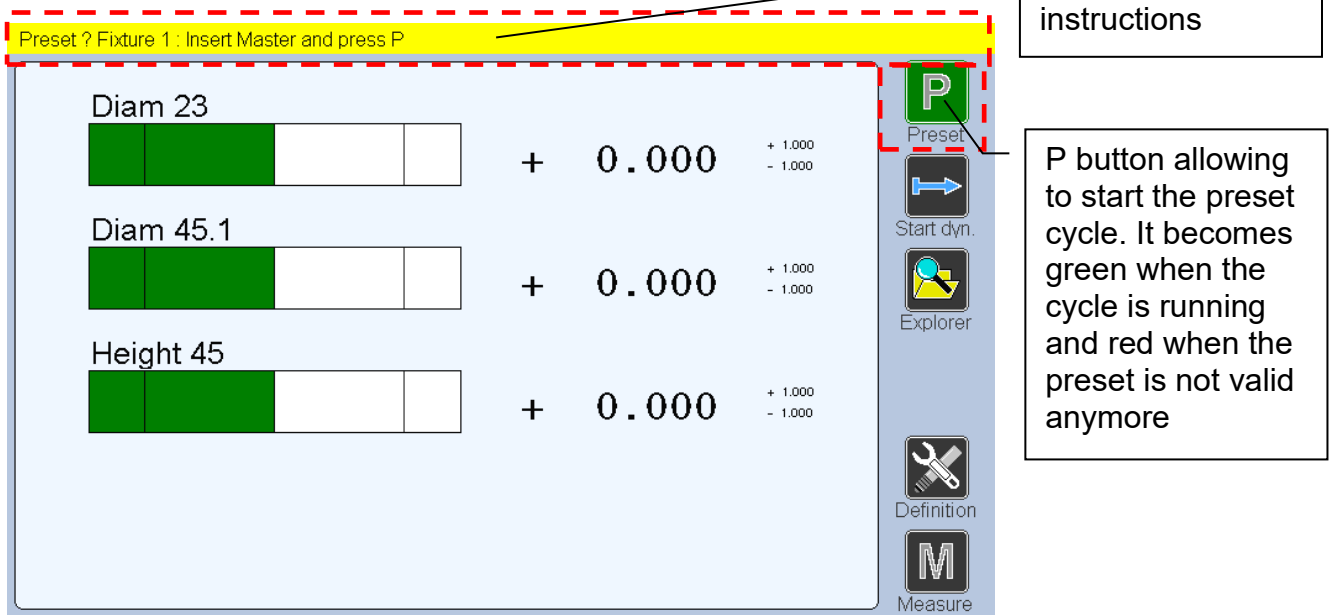 instructions
Preset ? Fixture 1 : Insert Master and press P
P
Preset
Diam 23
+ 0.000
+ 1.000
- 1.000
Start dyn.
Diam 45.1
+ 0.000
+ 1.000
- 1.000
Explorer
Height 45
+ 0.000
+ 1.000
- 1.000
Definition
M
Measure
P button allowing
to start the preset
cycle. It becomes
green when the
cycle is running
and red when the
preset is not valid
anymore